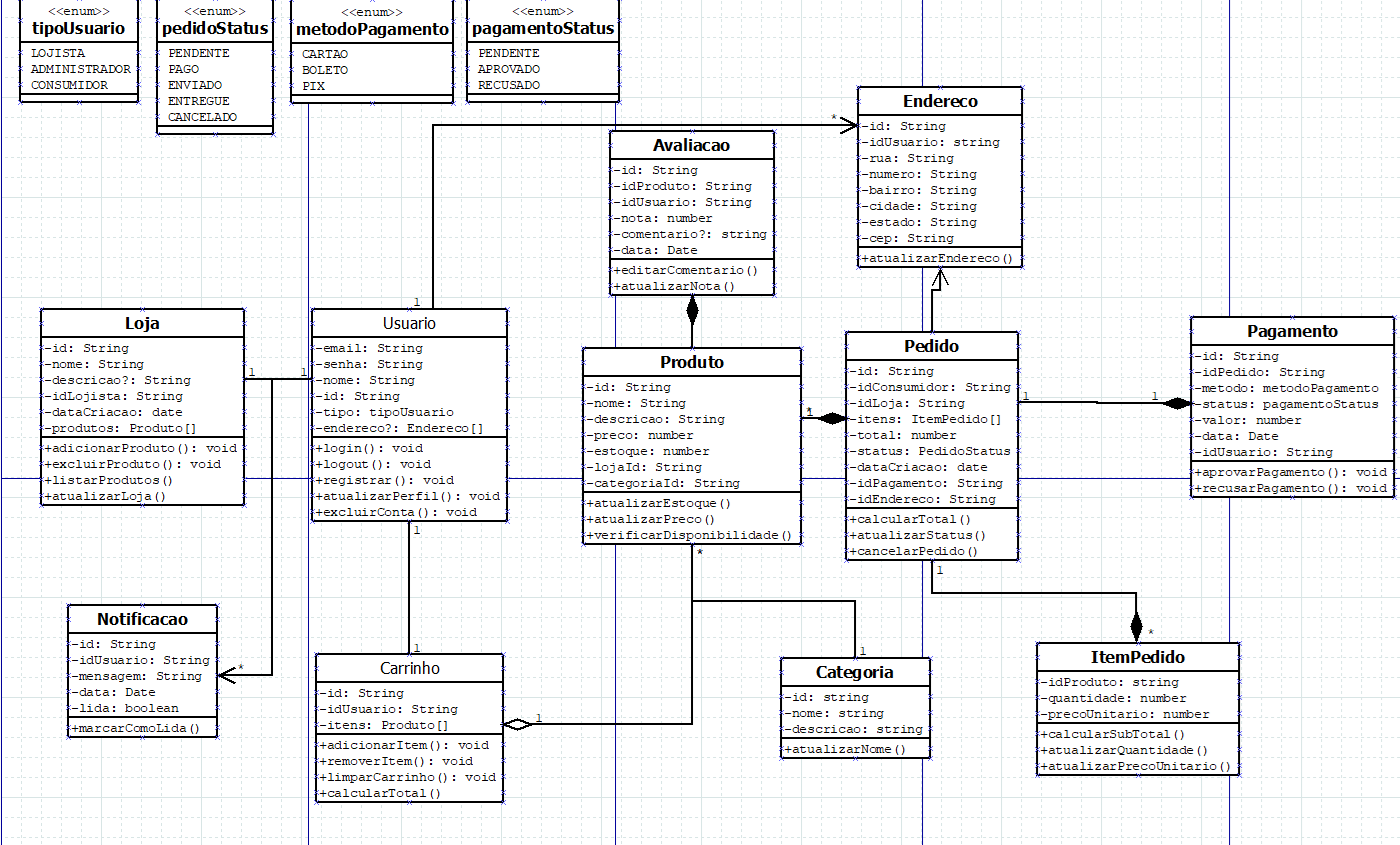 <<enum>>
tipoUsuario
LOJISTA
ADMINISTRADOR
CONSUMIDOR
<<enum>>
pedidoStatus
PENDENTE
PAGO
ENVIADO
ENTREGUE
CANCELADO
<<enum>>
metodoPagamento
CARTAO
BOLETO
PIX
<<enum>>
pagamentoStatus
PENDENTE
APROVADO
RECUSADO
Endereco
-id: String
-idUsuario: string
-rua: String
-numero: String
-bairro: String
-cidade: String
-estado: String
-cep: String
+atualizarEndereco()
*
1
Avaliacao
-id: String
-idProduto: String
-idUsuario: String
-nota: number
-comentario?: string
-data: Date
+editarComentario()
+atualizarNota()
Loja
-id: String
-nome: String
-descricao?: String
-idLojista: String
-dataCriacao: date
-produtos: Produto[]
+adicionarProduto(): void
+excluirProduto(): void
+listarProdutos()
+atualizarLoja()
1
1
Usuario
-email: String
-senha: String
-nome: String
-id: String
-tipo: tipoUsuario
-endereco?: Endereco[]
+login(): void
+logout(): void
+registrar(): void
+atualizarPerfil(): void
+excluirConta(): void
1
Produto
-id: String
-nome: String
-descricao: String
-preco: number
-estoque: number
-lojaId: String
-categoriaId: String
+atualizarEstoque()
+atualizarPreco()
+verificarDisponibilidade()
*
*
1
Pedido
-id: String
-idConsumidor: String
-idLoja: String
-itens: ItemPedido[]
-total: number
-status: PedidoStatus
-dataCriacao: date
-idPagamento: String
-idEndereco: String
+calcularTotal()
+atualizarStatus()
+cancelarPedido()
1
1
1
Pagamento
-id: String
-idPedido: String
-metodo: metodoPagamento
-status: pagamentoStatus
-valor: number
-data: Date
-idUsuario: String
+aprovarPagamento(): void
+recusarPagamento(): void
Notificacao
-id: String
-idUsuario: String
-mensagem: String
-data: Date
-lida: boolean
+marcarComoLida()
*
1
Carrinho
-id: String
-idUsuario: String
-itens: Produto[]
+adicionarItem(): void
+removerItem(): void
+limparCarrinho(): void
+calcularTotal()
1
1
Categoria
-id: string
-nome: string
-descricao: string
+atualizarNome()
*
ItemPedido
-idProduto: string
-quantidade: number
-precoUnitario: number
+calcularSubTotal()
+atualizarQuantidade()
+atualizarPrecoUnitario()